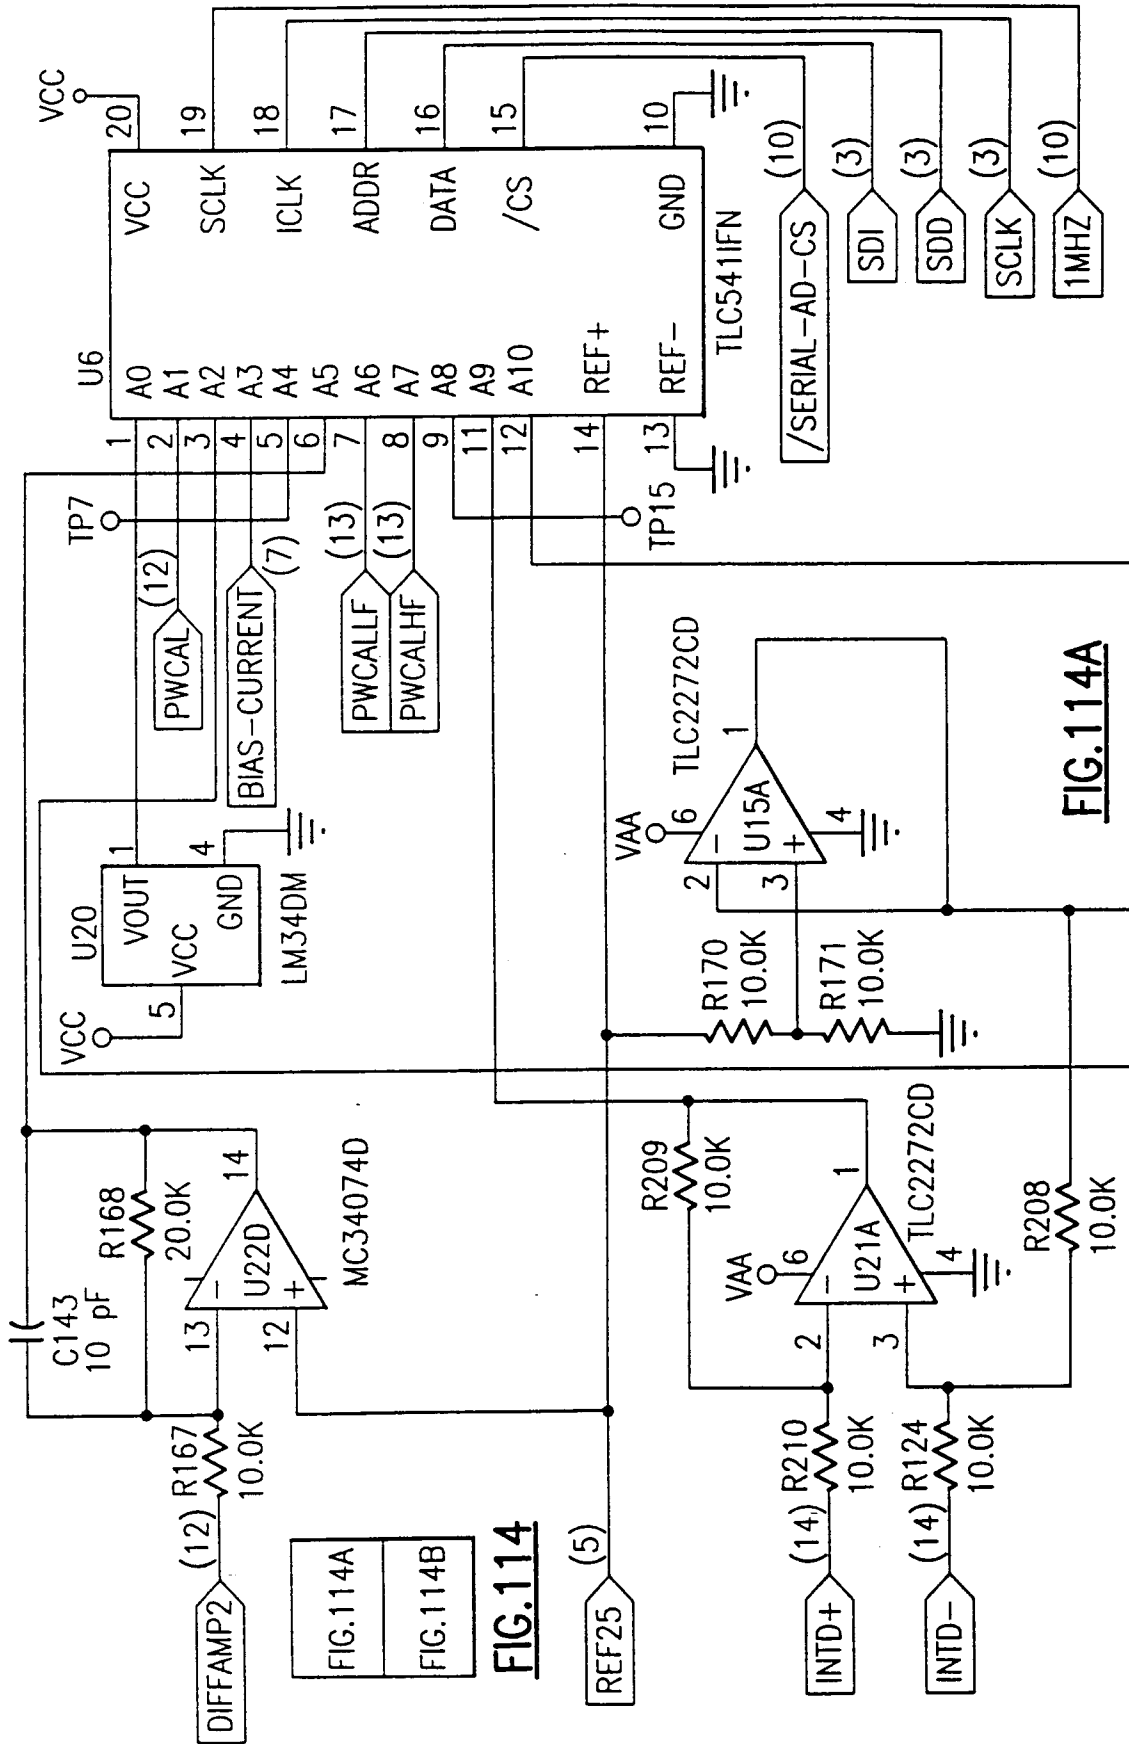 DIFFAMP2
(12)
R167
10.0K
C143
10 pF
R168
20.0K
13
12
14
U22D
-
+
MC34074D
FIG.114A
FIG.114B
FIG.114
REF25
(5)
VCC
5
U20
VOUT
VCC
GND
1
4
LM34DM
PWCAL
(12)
BIAS-CURRENT
(7)
TP7
PWCALLF
(13)
PWCALHF
(13)
TP15
U6
1
2
3
4
5
6
7
8
9
11
12
14
13
A0
A1
A2
A3
A4
A5
A6
A7
A8
A9
A10
REF+
REF-
VCC
SCLK
ICLK
ADDR
DATA
/CS
GND
VCC
20
19
18
17
16
15
10
TLC541IFN
/SERIAL-AD-CS
(10)
SDI
(3)
SDD
(3)
SCLK
(3)
1MHZ
(10)
INTD+
(14)
R210
10.0K
INTD-
(14)
R124
10.0K
R209
10.0K
VAA
6
2
3
-
+
U21A
1
4
TLC2272CD
R208
10.0K
R170
10.0K
R171
10.0K
VAA
6
2
3
-
+
U15A
1
4
TLC2272CD
FIG.114A